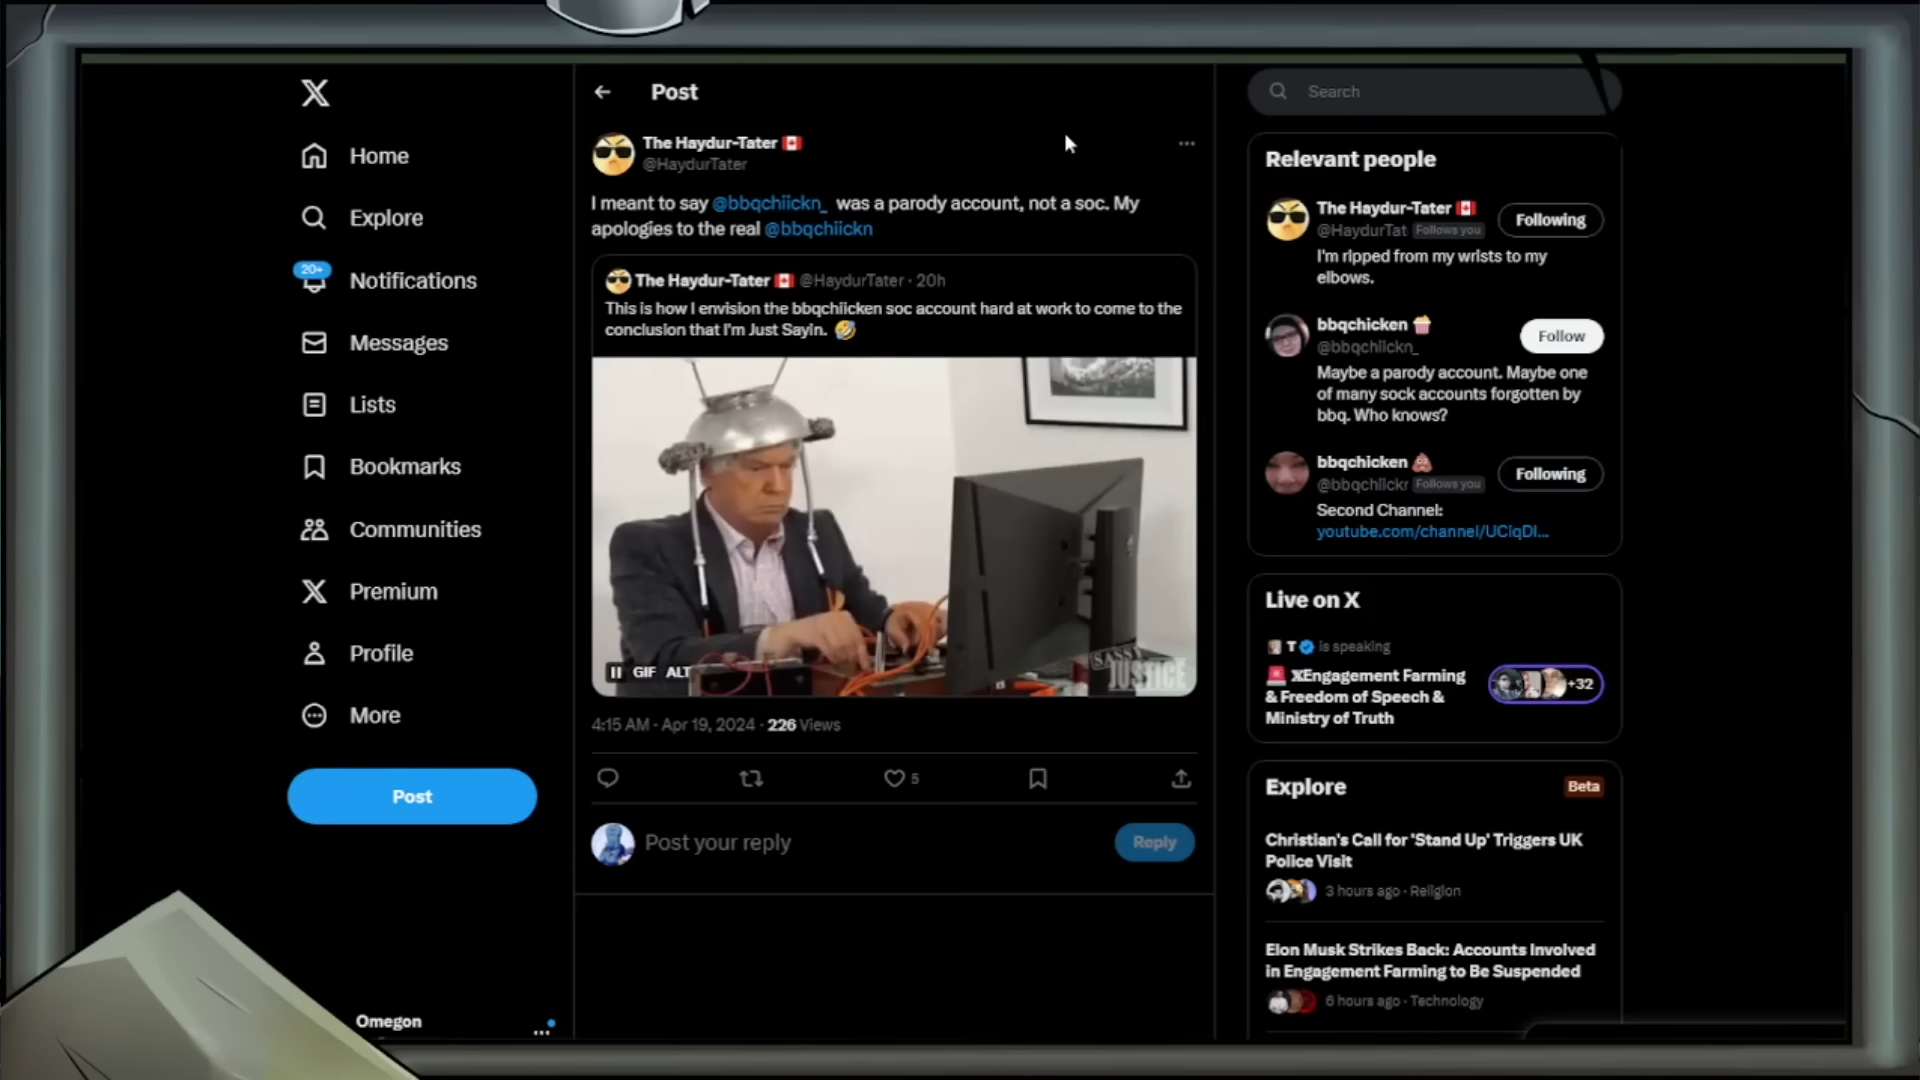 Home
Explore
20+
Notifications
Messages
Lists
Bookmarks
Communities
Premium
Profile
More
Post
Omegon
Post
The Haydur-Tater
@HaydurTater
I meant to say @bbqchiickn_ was a parody account, not a soc. My
apologies to the real @bbqchiickn
The Haydur-Tater @HaydurTater · 20h
This is how I envision the bbqchiicken soc account hard at work to come to the
conclusion that I'm Just Sayin. 🤣
GIF ALT
SASSY
JUSTICE
4:15 AM · Apr 19, 2024 · 226 Views
5
Post your reply
Reply
Search
Relevant people
The Haydur-Tater
@HaydurTat Follows you
Following
I'm ripped from my wrists to my
elbows.
bbqchicken 🍿
@bbqchiickn_
Follow
Maybe a parody account. Maybe one
of many sock accounts forgotten by
bbq. Who knows?
bbqchicken 💩
@bbqchiickr Follows you
Following
Second Channel:
youtube.com/channel/UCiqDI...
Live on X
T is speaking
🚨 XEngagement Farming
& Freedom of Speech &
Ministry of Truth
+32
Explore
Beta
Christian's Call for 'Stand Up' Triggers UK
Police Visit
3 hours ago · Religion
Elon Musk Strikes Back: Accounts Involved
in Engagement Farming to Be Suspended
6 hours ago · Technology